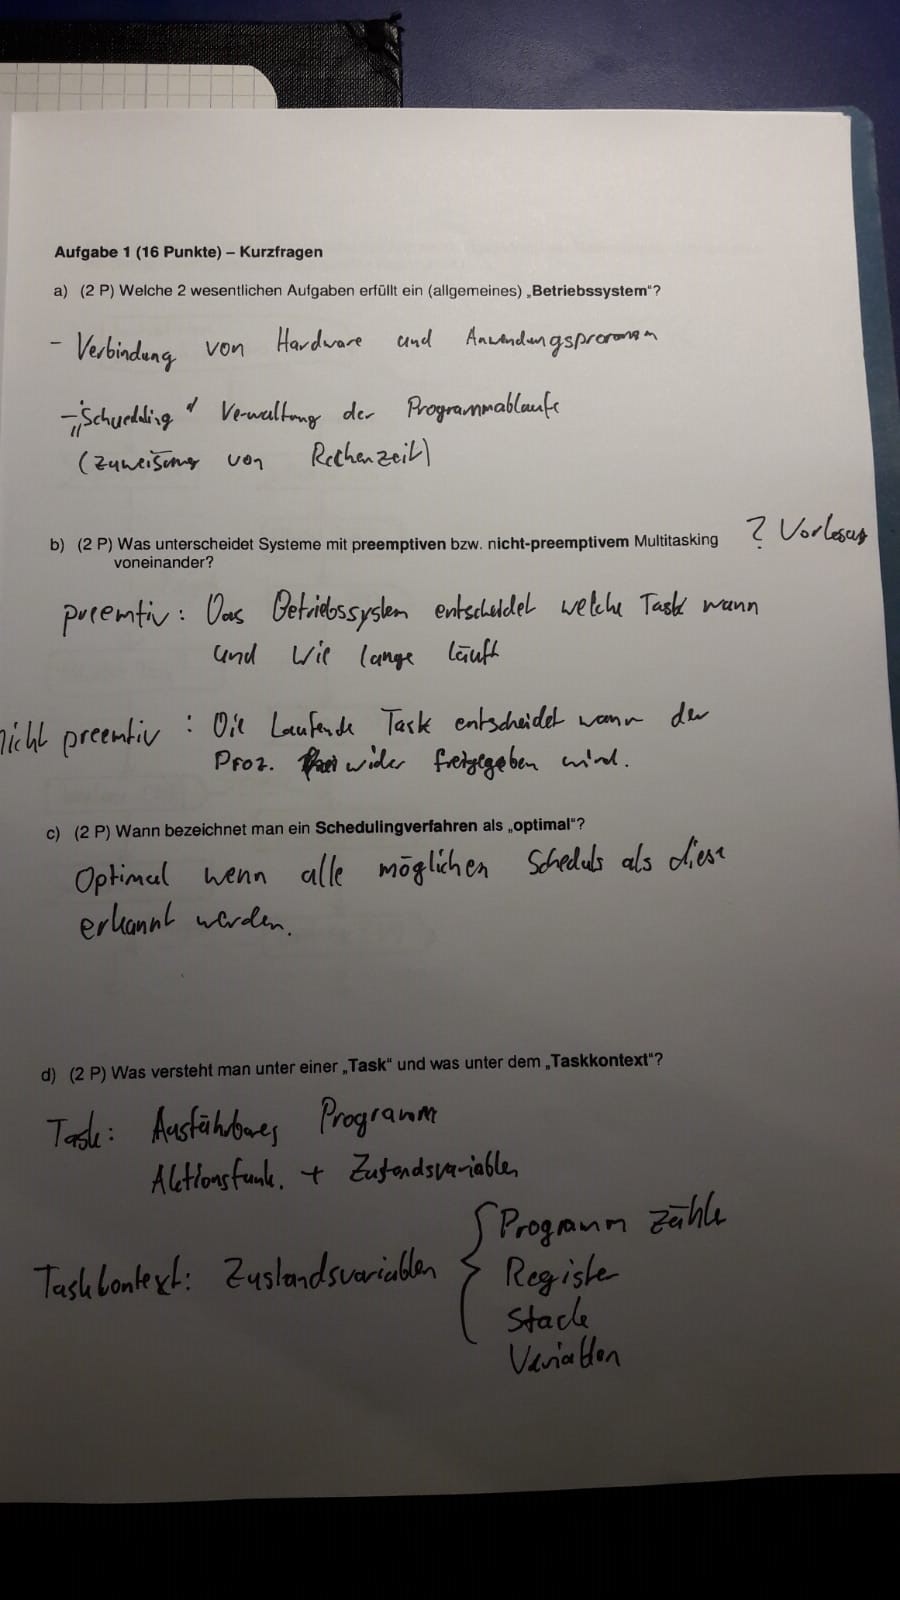 Aufgabe 1 (16 Punkte) – Kurzfragen
a) (2 P) Welche 2 wesentlichen Aufgaben erfüllt ein (allgemeines) „Betriebssystem“?
- Verbindung von Hardware und
- „Schuedling“ Verwaltung der Programmabläufe
(Zuweisung von Rechenzeit)
b) (2 P) Was unterscheidet Systeme mit preemptiven bzw. nicht-preemptivem Multitasking ? Vorlesung
voneinander?
preemtiv: Das Betriebssystem entscheidet welche Task wann
und wie lange läuft
nicht preemtiv : Die Laufende Task entscheidet wann der
Proz. wider freigegeben wird.
c) (2 P) Wann bezeichnet man ein Schedulingverfahren als „optimal“?
Optimal wenn alle möglichen Scheduls als diese
erkannt werden.
d) (2 P) Was versteht man unter einer „Task“ und was unter dem „Taskkontext“?
Task: Ausführbares Programm
Aktionsfunk. + Zustandsvariablen
Taskkontext: Zustandsvariablen { Programm Zähler
Register
Stack
Variablen